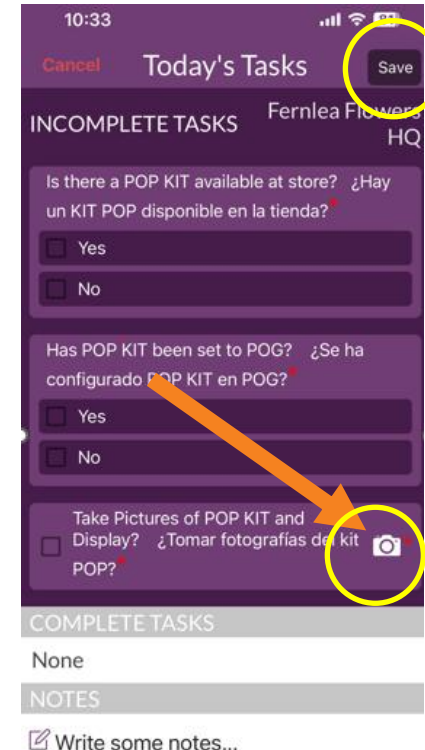 10:33
Cancel Today's Tasks Save
INCOMPLETE TASKS Fernlea Flowers
HQ
Is there a POP KIT available at store? ¿Hay
un KIT POP disponible en la tienda?*
Yes
No
Has POP KIT been set to POG? ¿Se ha
configurado POP KIT en POG?*
Yes
No
Take Pictures of POP KIT and
Display? ¿Tomar fotografías del kit *
POP?*
COMPLETE TASKS
None
NOTES
Write some notes...